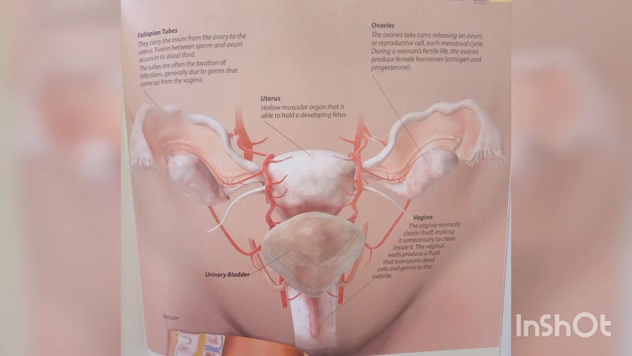 Fallopian Tubes
They carry the ovum from the ovary to the
uterus. Fusion between sperm and ovum
occurs in its distal third.
The tubes are often the location of
infections, generally due to germs that
come up from the vagina.
Ovaries
The ovaries take turns releasing an ovum,
or reproductive cell, each menstrual cycle.
During a woman's fertile life, the ovaries
produce female hormones (estrogen and
progesterone).
Uterus
Hollow muscular organ that is
able to hold a developing fetus.
Vagina
The vagina normally
cleans itself, making
it unnecessary to clean
inside it. The vaginal
walls produce a fluid
that transports dead
cells and germs to the
outside.
Urinary Bladder
Rectum
InShOt